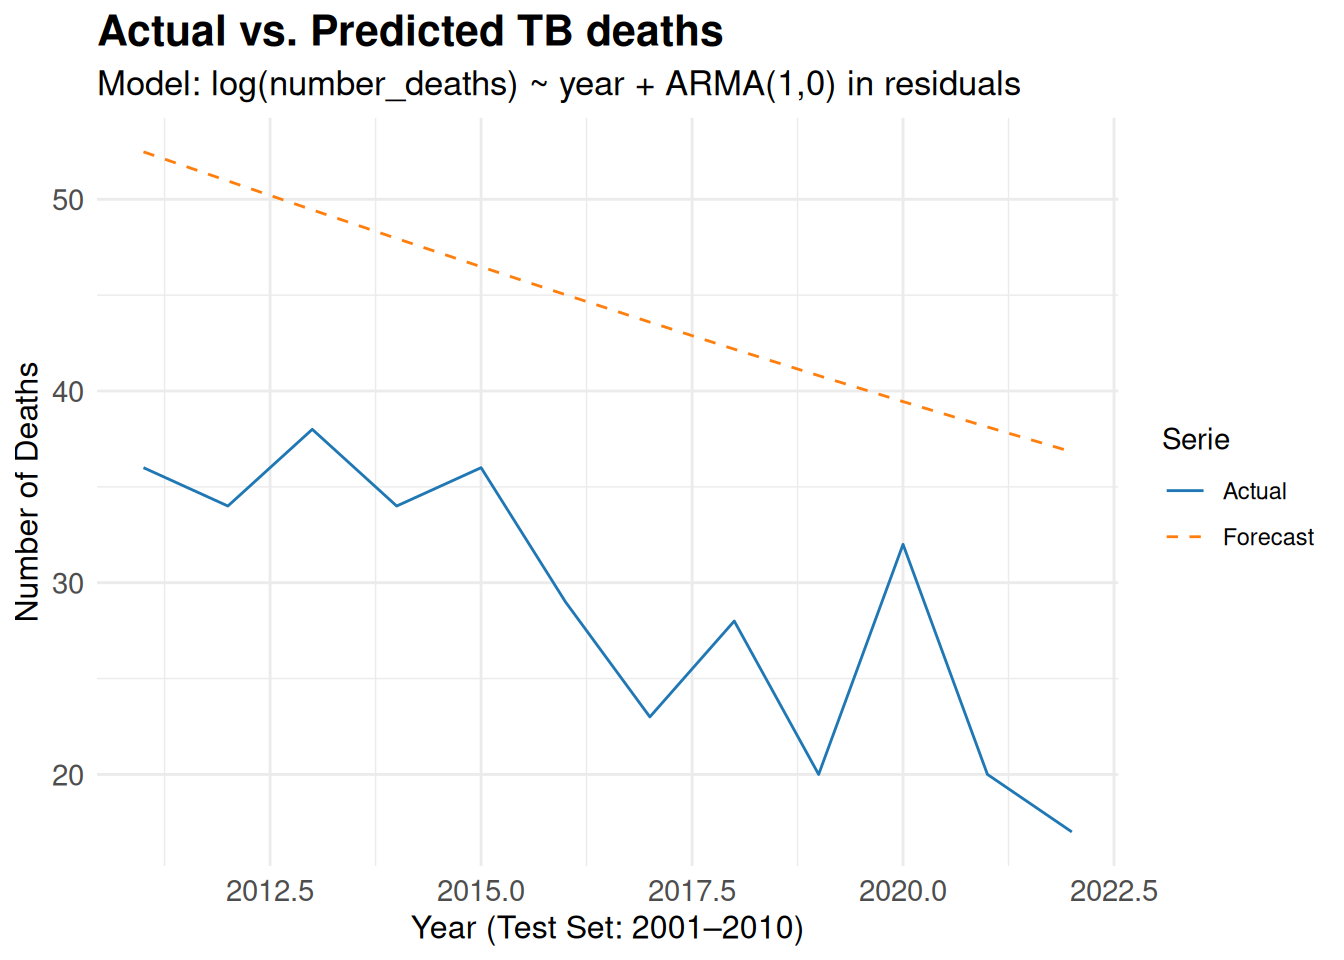 Actual vs. Predicted TB deaths
Model: log(number_deaths) ~ year + ARMA(1,0) in residuals
Number of Deaths
50
40
30
20
2012.5
2015.0
2017.5
2020.0
2022.5
Year (Test Set: 2001–2010)
Serie
Actual
Forecast